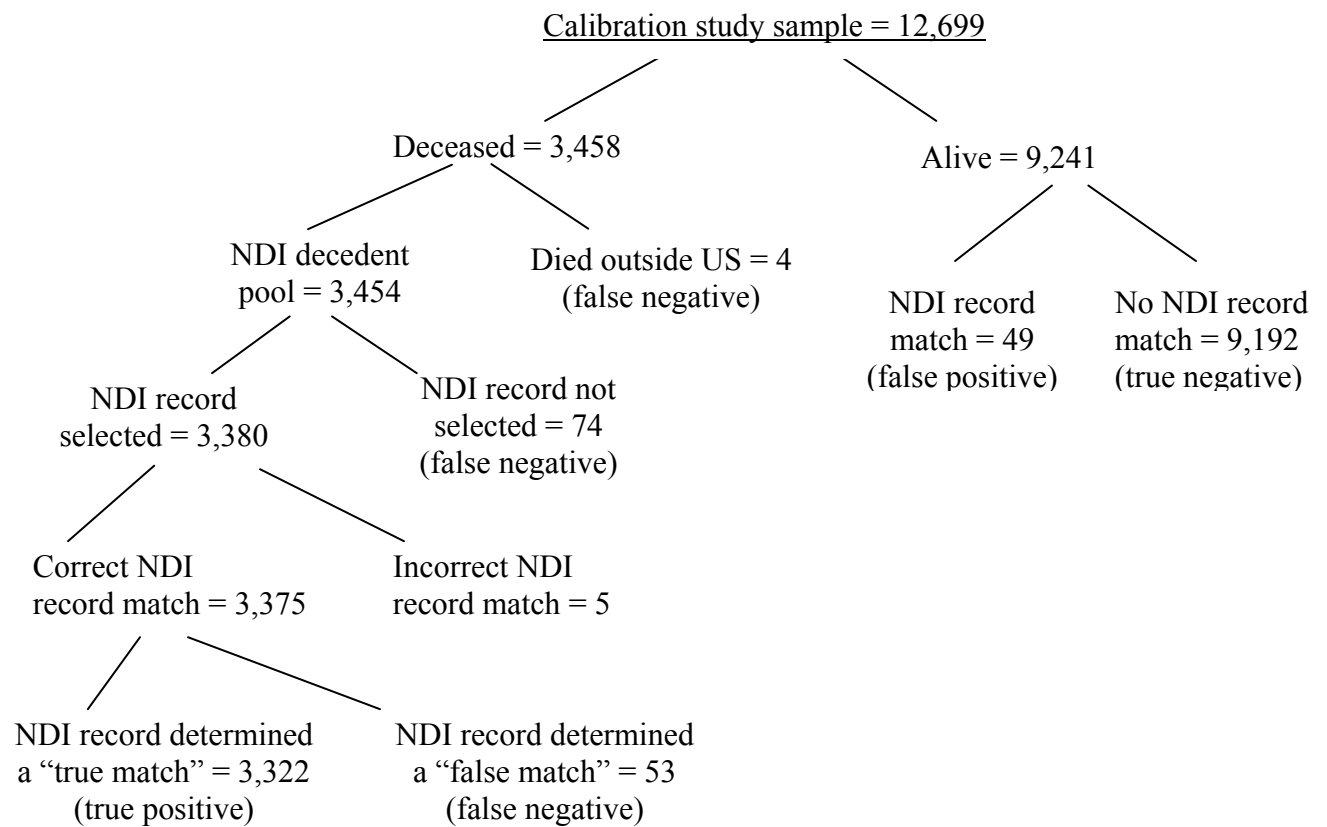 Calibration study sample = 12,699
Deceased = 3,458
Alive = 9,241
NDI decedent
pool = 3,454
Died outside US = 4
(false negative)
NDI record
match = 49
(false positive)
No NDI record
match = 9,192
(true negative)
NDI record
selected = 3,380
NDI record not
selected = 74
(false negative)
Correct NDI
record match = 3,375
Incorrect NDI
record match = 5
NDI record determined
a “true match” = 3,322
(true positive)
NDI record determined
a “false match” = 53
(false negative)